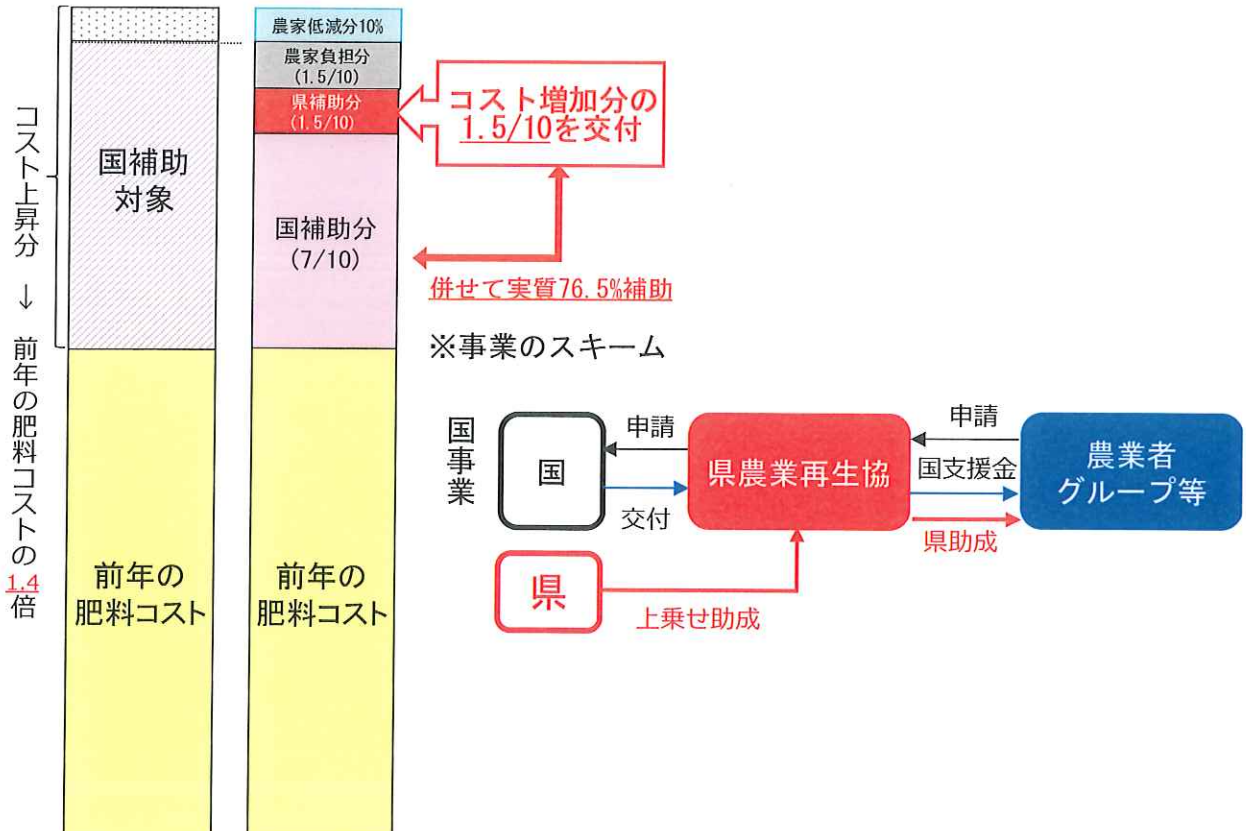 コスト上昇分 → 前年の肥料コストの1.4倍
国補助
対象
前年の
肥料コスト
農家低減分10%
農家負担分
(1.5/10)
県補助分
(1.5/10)
国補助分
(7/10)
前年の
肥料コスト
コスト増加分の
1.5/10を交付
併せて実質76.5%補助
※事業のスキーム
国事業
国
申請
交付
県農業再生協
申請
国支援金
県助成
農業者
グループ等
県
上乗せ助成